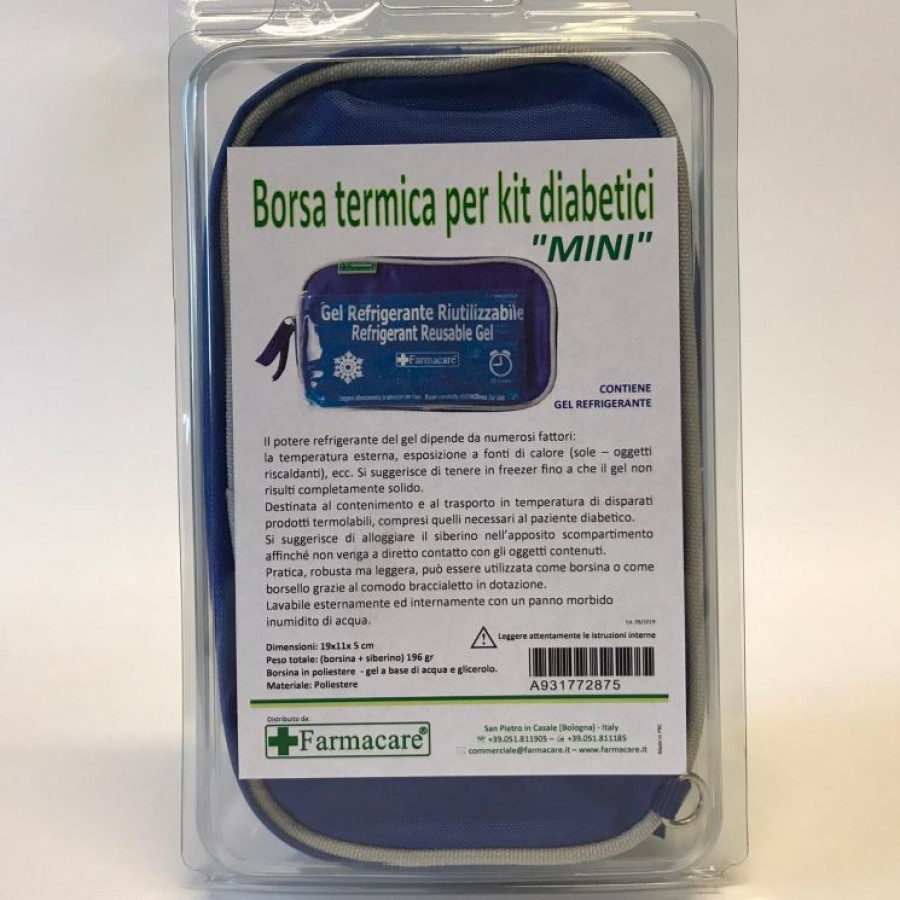 Borsa termica per kit diabetici
"MINI"
Farmacare
Gel Refrigerante Riutilizzabile
Refrigerant Reusable Gel
Farmacare
CONTIENE
GEL REFRIGERANTE
Il potere refrigerante del gel dipende da numerosi fattori:
la temperatura esterna, esposizione a fonti di calore (sole – oggetti
riscaldanti), ecc. Si suggerisce di tenere in freezer fino a che il gel non
risulti completamente solido.
Destinata al contenimento e al trasporto in temperatura di disparati
prodotti termolabili, compresi quelli necessari al paziente diabetico.
Si suggerisce di alloggiare il siberino nell'apposito scompartimento
affinché non venga a diretto contatto con gli oggetti contenuti.
Pratica, robusta ma leggera, può essere utilizzata come borsina o come
borsello grazie al comodo braccialetto in dotazione.
Lavabile esternamente ed internamente con un panno morbido
inumidito di acqua.
Leggere attentamente le istruzioni interne
Dimensioni: 19x11x 5 cm
Peso totale: (borsina + siberino) 196 gr
Borsina in poliestere - gel a base di acqua e glicerolo.
Materiale: Poliestere
A931772875
Distribuito da:
Farmacare®
San Pietro in Casale (Bologna) - Italy
+39.051.811905 – +39.051.811185
commerciale@farmacare.it – www.farmacare.it
Made in PRC